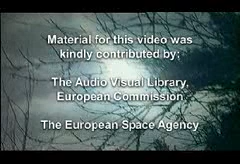 Material for this video was
kindly contributed by:
The Audio Visual Library
European Commission
The European Space Agency